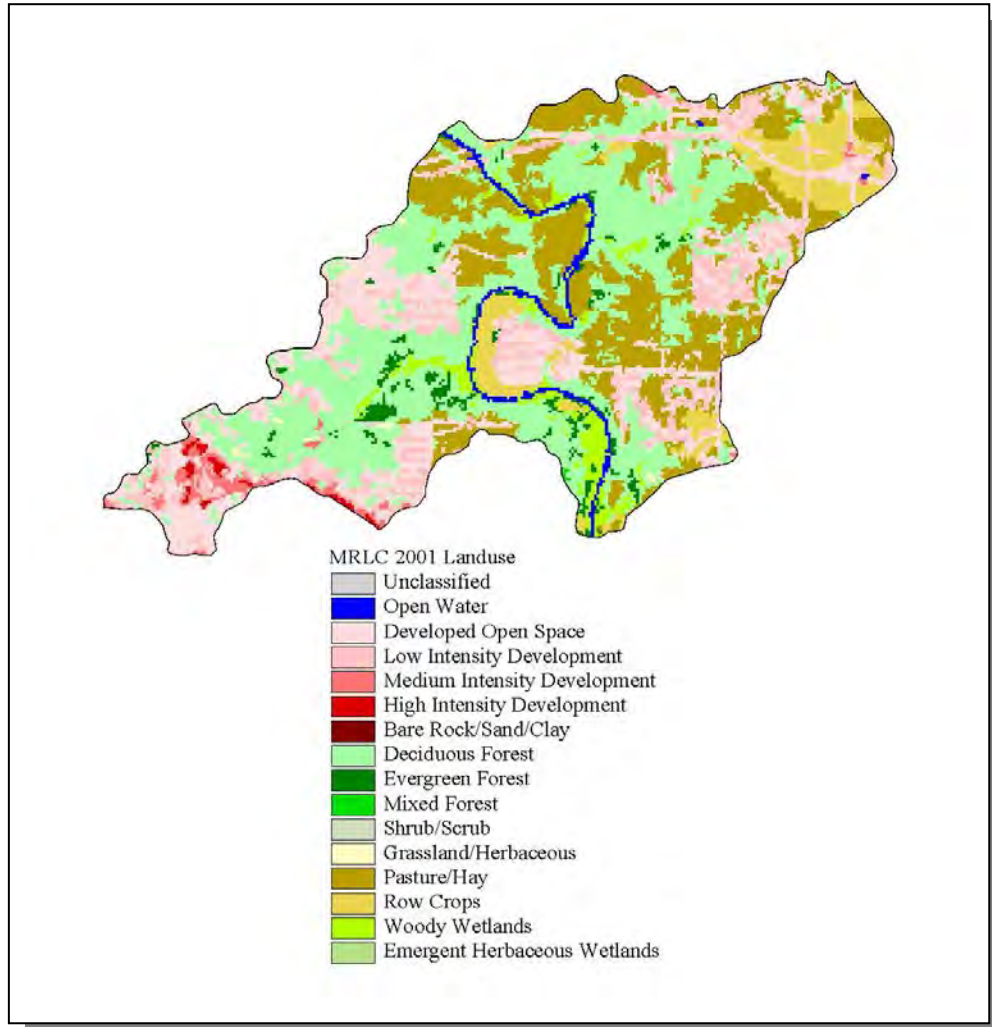 MRLC 2001 Landuse
Unclassified
Open Water
Developed Open Space
Low Intensity Development
Medium Intensity Development
High Intensity Development
Bare Rock/Sand/Clay
Deciduous Forest
Evergreen Forest
Mixed Forest
Shrub/Scrub
Grassland/Herbaceous
Pasture/Hay
Row Crops
Woody Wetlands
Emergent Herbaceous Wetlands